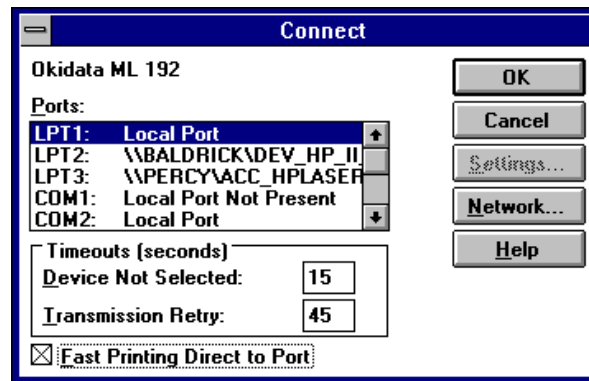 Connect
Okidata ML 192
Ports:
LPT1: Local Port
LPT2: \\BALDRICK\DEV_HP_II
LPT3: \\PERCY\ACC_HPLASER
COM1: Local Port Not Present
COM2: Local Port
Timeouts (seconds)
Device Not Selected: 15
Transmission Retry: 45
Fast Printing Direct to Port
OK
Cancel
Settings...
Network...
Help